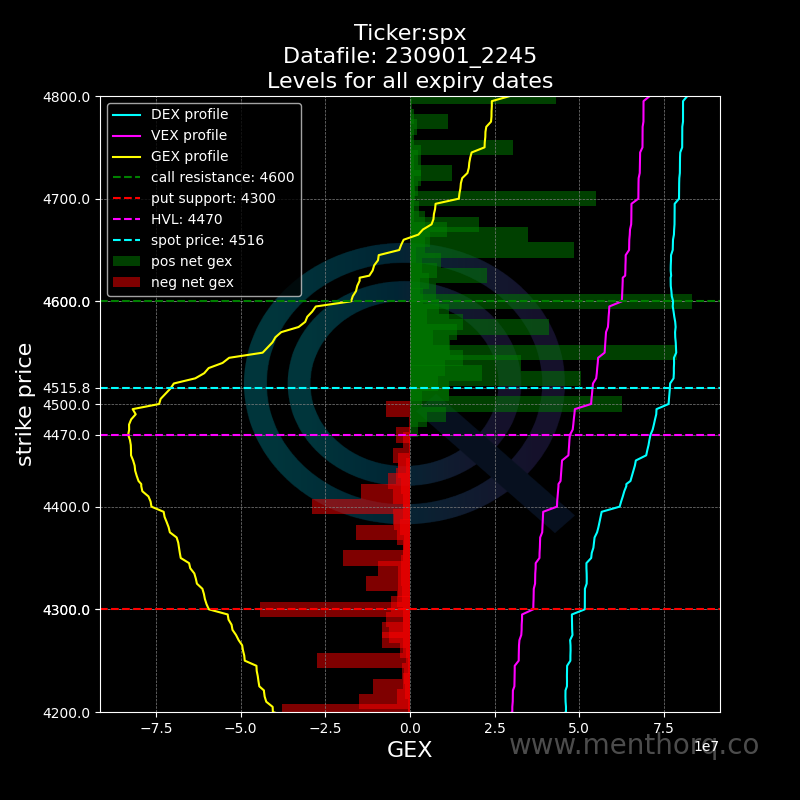 Ticker:spx
Datafile: 230901_2245
Levels for all expiry dates
DEX profile
VEX profile
GEX profile
call resistance: 4600
put support: 4300
HVL: 4470
spot price: 4516
pos net gex
neg net gex
strike price
4800.0
4700.0
4600.0
4515.8
4500.0
4470.0
4400.0
4300.0
4200.0
−7.5 −5.0 −2.5 0.0 2.5 5.0 7.5
1e7
GEX
www.menthorq.co